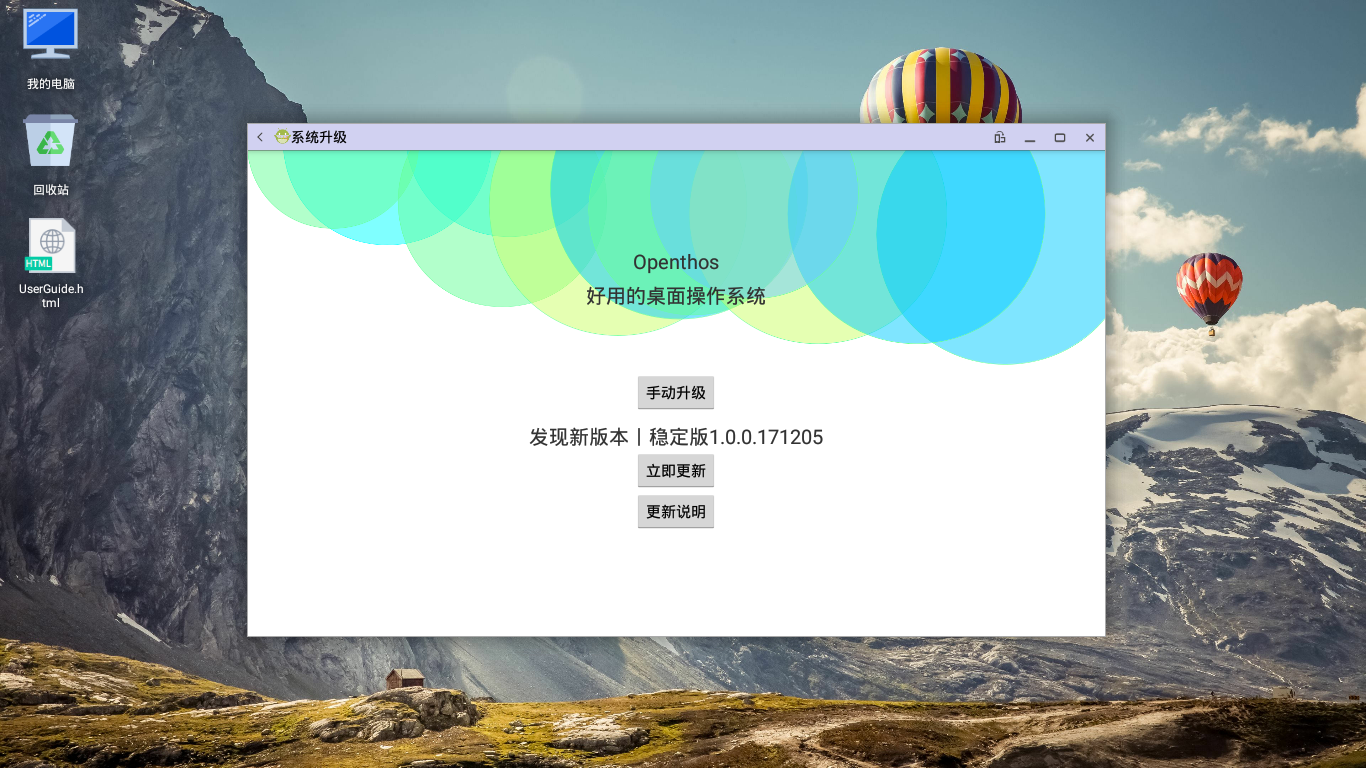 我的电脑
回收站
HTML
UserGuide.h
tml
系统升级
Openthos
好用的桌面操作系统
手动升级
发现新版本丨稳定版1.0.0.171205
立即更新
更新说明